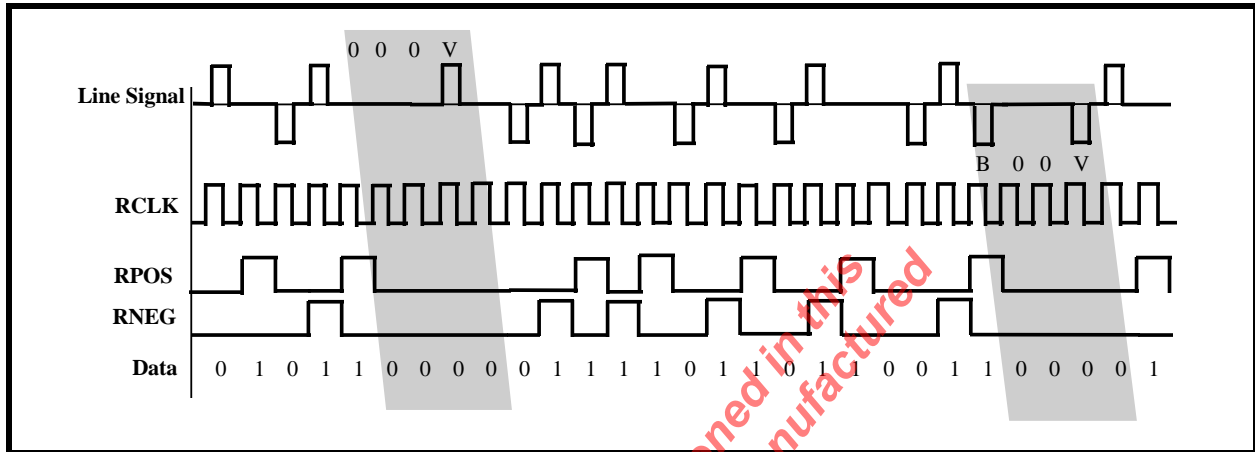 0 0 0 V
Line Signal
B 0 0 V
RCLK
RPOS
RNEG
Data 0 1 0 1 1 0 0 0 0 0 1 1 1 1 0 1 1 0 1 1 0 0 1 1 0 0 0 0 1
oned in this
nufactured